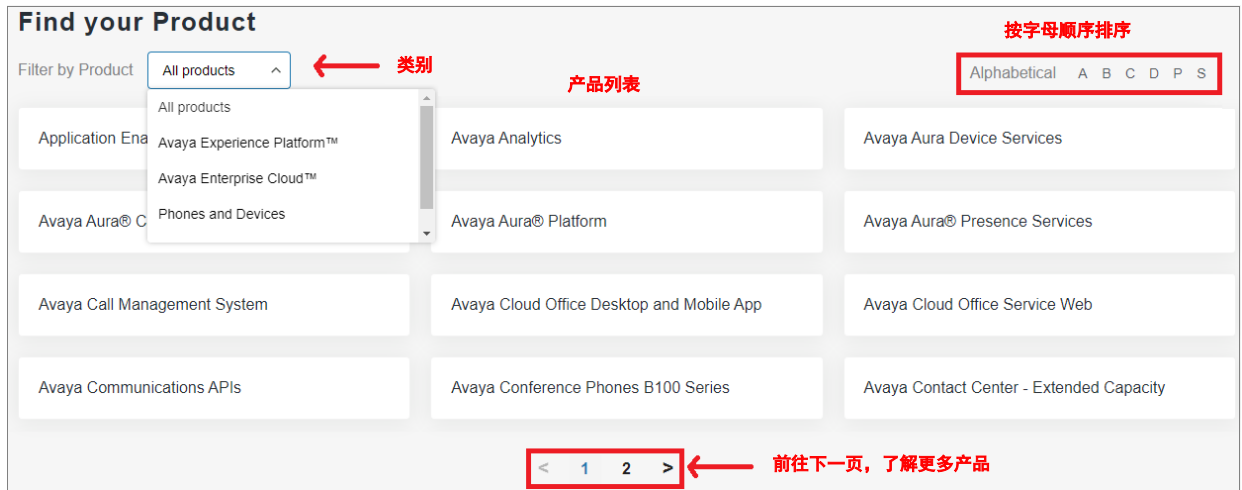 Find your Product
按字母顺序排序
Filter by Product All products
类别
产品列表
Alphabetical A B C D P S
All products
Avaya Experience Platform™
Avaya Enterprise Cloud™
Phones and Devices
Application Ena
Avaya Analytics
Avaya Aura Device Services
Avaya Aura® C
Avaya Aura® Platform
Avaya Aura® Presence Services
Avaya Call Management System
Avaya Cloud Office Desktop and Mobile App
Avaya Cloud Office Service Web
Avaya Communications APIs
Avaya Conference Phones B100 Series
Avaya Contact Center - Extended Capacity
< 1 2 >
前往下一页，了解更多产品